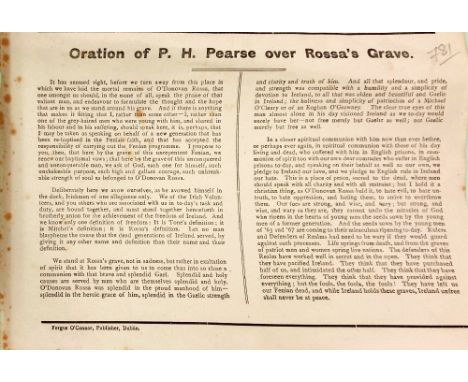 Oration of P. H. Pearse over Rossa's Grave.
781
It has seemed right, before we turn away from this place in
which we have laid the mortal remains of O'Donovan Rossa, that
one amongst us should, in the name of all, speak the praise of that
valiant man, and endeavour to formulate the thought and the hope
that are in us as we stand around his grave. And if there is anything
that makes it fitting that I, rather than some other—I, rather than
one of the grey-haired men who were young with him, and shared in
his labour and in his suffering, should speak here, it is, perhaps, that
I may be taken as speaking on behalf of a new generation that has
been re-baptised in the Fenian faith, and that has accepted the
responsibility of carrying out the Fenian programme. I propose to
you, then, that here by the grave of this unrepentant Fenian, we
renew our baptismal vows; that here by the grave of this unconquered
and unconquerable man, we ask of God, each one for himself, such
unshakable purpose, such high and gallant courage, such unbreak-
able strength of soul as belonged to O'Donovan Rossa.
Deliberately here we avow ourselves, as he avowed himself in
the dock, Irishmen of one allegiance only. We of the Irish Volun-
teers, and you others who are associated with us in to-day's task and
duty, are bound together, and must stand together henceforth in
brotherly union for the achievement of the freedom of Ireland. And
we know only one definition of freedom: It is Tone's definition; it
is Mitchel's definition; it is Rossa's definition. Let no man
blaspheme the cause that the dead generations of Ireland served, by
giving it any other name and definition than their name and their
definition.
We stand at Rossa's grave, not in sadness, but rather in exaltation
of spirit that it has been given to us to come thus into so close a
communion with that brave and splendid Gael. Splendid and holy
causes are served by men who are themselves splendid and holy.
O'Donovan Rossa was splendid in the proud manhood of him—
splendid in the heroic grace of him, splendid in the Gaelic strength
and clarity and truth of him. And all that splendour, and pride,
and strength was compatible with a humility and a simplicity of
devotion to Ireland, to all that was olden and beautiful and Gaelic
in Ireland; the holiness and simplicity of patriotism of a Michael
O'Cleary or of an Eoghan O'Growney. The clear true eyes of this
man almost alone in his day visioned Ireland as we to-day would
surely have her—not free merely but Gaelic as well; not Gaelic
merely but free as well.
In a closer spiritual communion with him now than ever before,
or perhaps ever again, in spiritual communion with those of his day
living and dead, who suffered with him in English prisons, in com-
munion of spirit too with our own dear comrades who suffer in English
prisons to-day, and speaking on their behalf as well as our own, we
pledge to Ireland our love, and we pledge to English rule in Ireland
our hate. This is a place of peace, sacred to the dead, where men
should speak with all charity and with all restraint; but I hold it a
christian thing, as O'Donovan Rossa held it, to hate evil, to hate un-
truth, to hate oppression, and hating them, to strive to overthrow
them. Our foes are strong, and wise, and wary; but strong, and
wise, and wary as they are, they cannot undo the miracles of God
who ripens in the hearts of young men the seeds sown by the young
men of a former generation. And the seeds sown by the young men
of '65 and '67 are coming to their miraculous ripening to-day. Rulers
and Defenders of Realms had need to be wary if they would guard
against such processes. Life springs from death, and from the graves
of patriot men and women spring live nations. The defenders of this
Realm have worked well in secret and in the open. They think that
they have pacified Ireland. They think that they have purchased
half of us, and intimidated the other half. They think that they have
foreseen everything. They think that they have provided against
everything; but the fools, the fools, the fools! They have left us
our Fenian dead, and while Ireland holds these graves, Ireland unfree
shall never be at peace.
Fergus O'Connor, Publisher, Dublin.